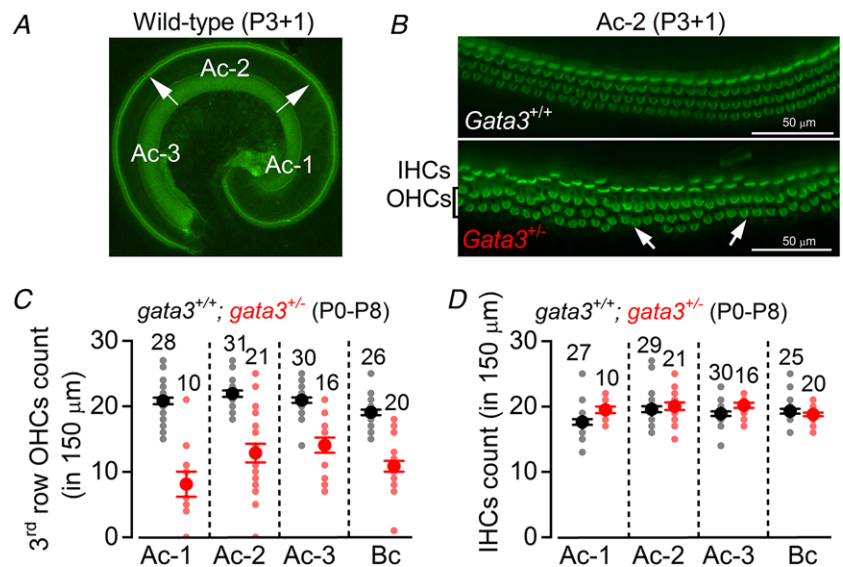 A
Wild-type (P3+1)
Ac-2
Ac-3
Ac-1
B
Ac-2 (P3+1)
Gata3+/+
50 µm
IHCs
OHCs
Gata3+/-
50 µm
C
gata3+/+; gata3+/- (P0-P8)
3rd row OHCs count
(in 150 µm)
30
20
10
0
28
10
31
21
30
16
26
20
Ac-1
Ac-2
Ac-3
Bc
D
gata3+/+; gata3+/- (P0-P8)
IHCs count (in 150 µm)
30
20
10
0
27
10
29
21
30
16
25
20
Ac-1
Ac-2
Ac-3
Bc